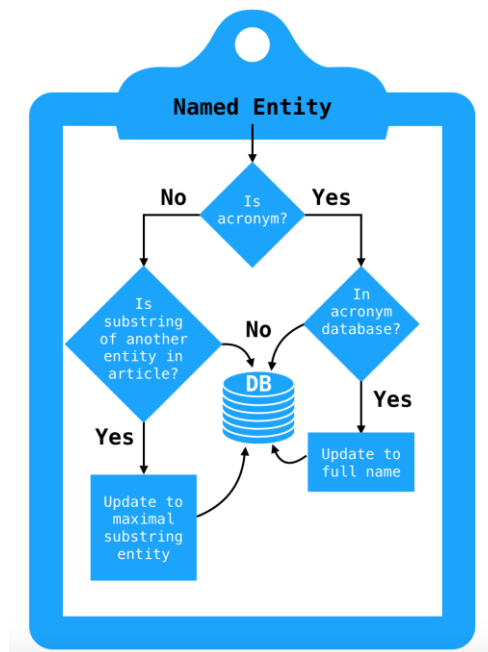 Named Entity
Is
acronym?
No
Yes
Is
substring
of another
entity in
article?
In
acronym
database?
No
DB
Yes
Yes
Update to
maximal
substring
entity
Update to
full name